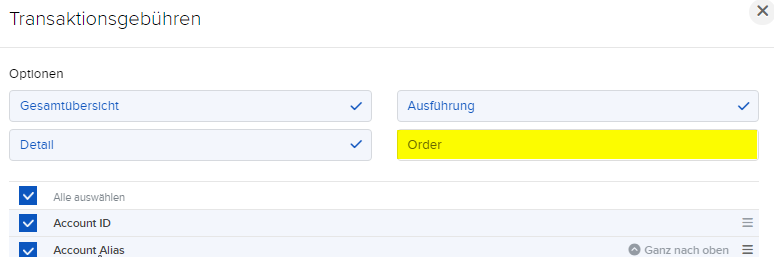 Transaktionsgebühren
Optionen
Gesamtübersicht
Ausführung
Detail
Order
Alle auswählen
Account ID
Account Alias
Ganz nach oben